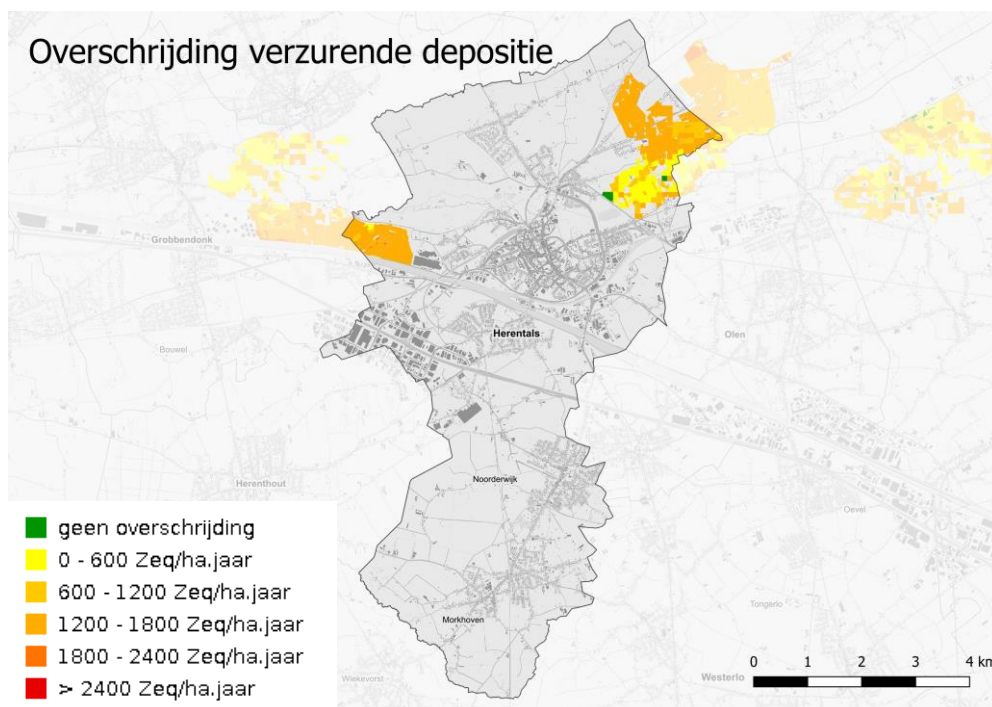 Overschrijding verzurende depositie
Grobbendonk
Herentals
Olen
Bouwel
Noorderwijk
Herenthout
Oevel
Tongerlo
Morkhoven
Wiekevorst
Westerlo
geen overschrijding
0 - 600 Zeq/ha.jaar
600 - 1200 Zeq/ha.jaar
1200 - 1800 Zeq/ha.jaar
1800 - 2400 Zeq/ha.jaar
> 2400 Zeq/ha.jaar
0 1 2 3 4 km